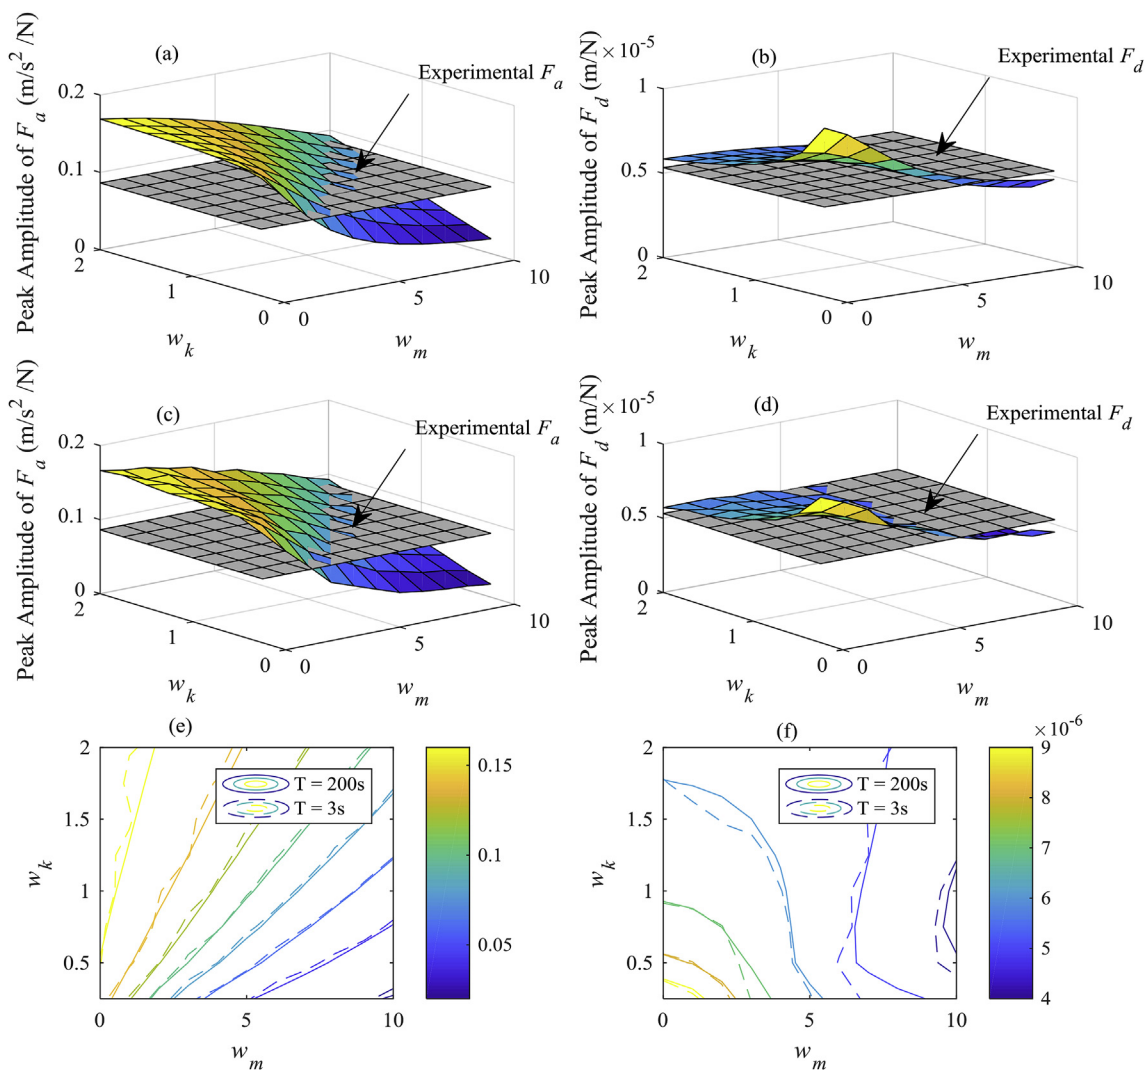 (a)
Experimental Fₐ
Peak Amplitude of Fₐ (m/s² /N)
0.2
0.1
0
2
1
0
0
5
10
wₖ
wₘ
(b)
×10⁻⁵
Experimental F_d
Peak Amplitude of F_d (m/N)
1
0.5
0
2
1
0
0
5
10
wₖ
wₘ
(c)
Experimental Fₐ
Peak Amplitude of Fₐ (m/s² /N)
0.2
0.1
0
2
1
0
0
5
10
wₖ
wₘ
(d)
×10⁻⁵
Experimental F_d
Peak Amplitude of F_d (m/N)
1
0.5
0
2
1
0
0
5
10
wₖ
wₘ
(e)
2
1.5
1
0.5
0
5
10
wₖ
wₘ
T = 200s
T = 3s
0.15
0.1
0.05
(f)
2
1.5
1
0.5
0
5
10
wₖ
wₘ
T = 200s
T = 3s
×10⁻⁶
9
8
7
6
5
4